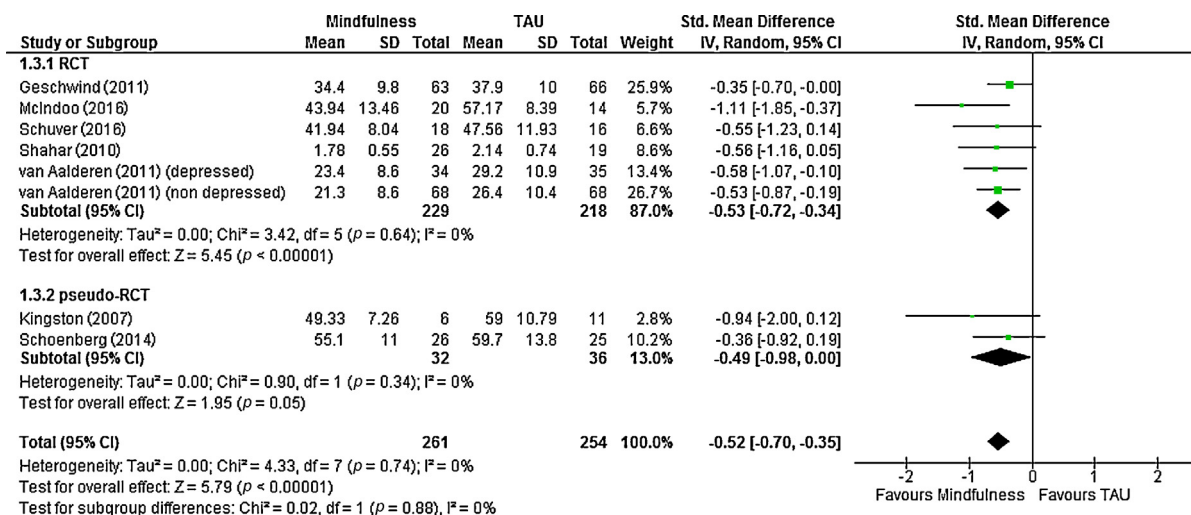 Mindfulness TAU Std. Mean Difference Std. Mean Difference
Study or Subgroup Mean SD Total Mean SD Total Weight IV, Random, 95% CI IV, Random, 95% CI
1.3.1 RCT
Geschwind (2011) 34.4 9.8 63 37.9 10 66 25.9% -0.35 [-0.70, -0.00]
McIndoo (2016) 43.94 13.46 20 57.17 8.39 14 5.7% -1.11 [-1.85, -0.37]
Schuver (2016) 41.94 8.04 18 47.56 11.93 16 6.6% -0.55 [-1.23, 0.14]
Shahar (2010) 1.78 0.55 26 2.14 0.74 19 8.6% -0.56 [-1.16, 0.05]
van Aalderen (2011) (depressed) 23.4 8.6 34 29.2 10.9 35 13.4% -0.58 [-1.07, -0.10]
van Aalderen (2011) (non depressed) 21.3 8.6 68 26.4 10.4 68 26.7% -0.53 [-0.87, -0.19]
Subtotal (95% CI) 229 218 87.0% -0.53 [-0.72, -0.34]
Heterogeneity: Tau² = 0.00; Chi² = 3.42, df = 5 (p = 0.64); I² = 0%
Test for overall effect: Z = 5.45 (p < 0.00001)
1.3.2 pseudo-RCT
Kingston (2007) 49.33 7.26 6 59 10.79 11 2.8% -0.94 [-2.00, 0.12]
Schoenberg (2014) 55.1 11 26 59.7 13.8 25 10.2% -0.36 [-0.92, 0.19]
Subtotal (95% CI) 32 36 13.0% -0.49 [-0.98, 0.00]
Heterogeneity: Tau² = 0.00; Chi² = 0.90, df = 1 (p = 0.34); I² = 0%
Test for overall effect: Z = 1.95 (p = 0.05)
Total (95% CI) 261 254 100.0% -0.52 [-0.70, -0.35]
Heterogeneity: Tau² = 0.00; Chi² = 4.33, df = 7 (p = 0.74); I² = 0%
Test for overall effect: Z = 5.79 (p < 0.00001)
Test for subgroup differences: Chi² = 0.02, df = 1 (p = 0.88), I² = 0%
-2 -1 0 1 2
Favours Mindfulness Favours TAU